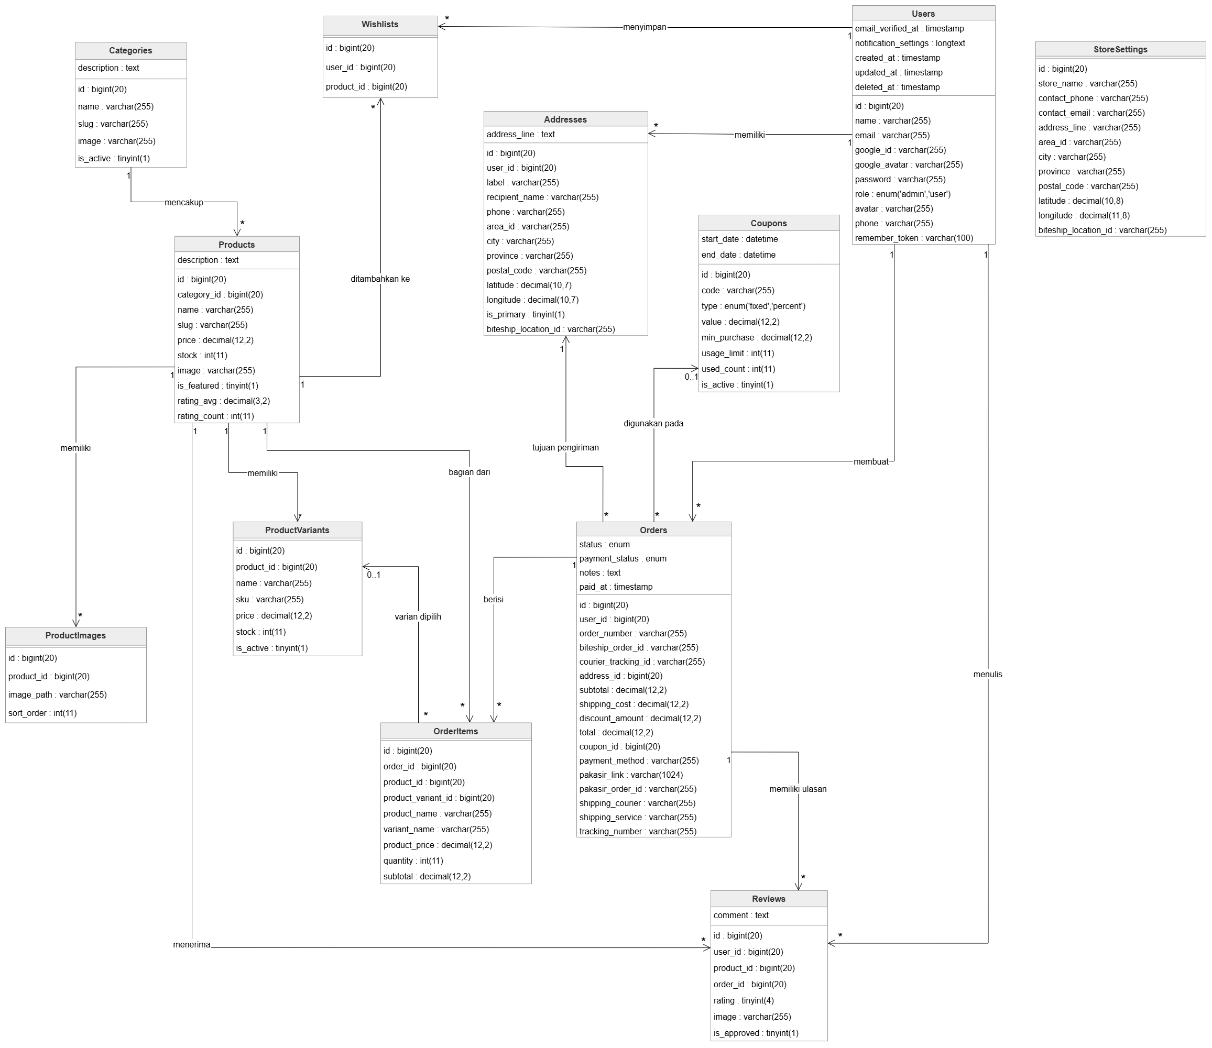 Wishlists
id : bigint(20)
user_id : bigint(20)
product_id : bigint(20)
*
menyimpan
1
Users
email_verified_at : timestamp
notification_settings : longtext
created_at : timestamp
updated_at : timestamp
deleted_at : timestamp
id : bigint(20)
name : varchar(255)
email : varchar(255)
google_id : varchar(255)
google_avatar : varchar(255)
password : varchar(255)
role : enum('admin','user')
avatar : varchar(255)
phone : varchar(255)
remember_token : varchar(100)
StoreSettings
id : bigint(20)
store_name : varchar(255)
contact_phone : varchar(255)
contact_email : varchar(255)
address_line : varchar(255)
area_id : varchar(255)
city : varchar(255)
province : varchar(255)
postal_code : varchar(255)
latitude : decimal(10,8)
longitude : decimal(11,8)
biteship_location_id : varchar(255)
Categories
description : text
id : bigint(20)
name : varchar(255)
slug : varchar(255)
image : varchar(255)
is_active : tinyint(1)
1
mencakup
*
*
ditambahkan ke
1
Addresses
address_line : text
id : bigint(20)
user_id : bigint(20)
label : varchar(255)
recipient_name : varchar(255)
phone : varchar(255)
area_id : varchar(255)
city : varchar(255)
province : varchar(255)
postal_code : varchar(255)
latitude : decimal(10,7)
longitude : decimal(10,7)
is_primary : tinyint(1)
biteship_location_id : varchar(255)
*
memiliki
1
Coupons
start_date : datetime
end_date : datetime
id : bigint(20)
code : varchar(255)
type : enum('fixed','percent')
value : decimal(12,2)
min_purchase : decimal(12,2)
usage_limit : int(11)
used_count : int(11)
is_active : tinyint(1)
Products
description : text
id : bigint(20)
category_id : bigint(20)
name : varchar(255)
slug : varchar(255)
price : decimal(12,2)
stock : int(11)
image : varchar(255)
is_featured : tinyint(1)
rating_avg : decimal(3,2)
rating_count : int(11)
1
memiliki
*
1
1
1
memiliki
*
bagian dari
*
1
tujuan pengiriman
*
0..1
digunakan pada
*
1
membuat
*
1
menulis
*
ProductVariants
id : bigint(20)
product_id : bigint(20)
name : varchar(255)
sku : varchar(255)
price : decimal(12,2)
stock : int(11)
is_active : tinyint(1)
0..1
varian dipilih
*
1
berisi
*
Orders
status : enum
payment_status : enum
notes : text
paid_at : timestamp
id : bigint(20)
user_id : bigint(20)
order_number : varchar(255)
biteship_order_id : varchar(255)
courier_tracking_id : varchar(255)
address_id : bigint(20)
subtotal : decimal(12,2)
shipping_cost : decimal(12,2)
discount_amount : decimal(12,2)
total : decimal(12,2)
coupon_id : bigint(20)
payment_method : varchar(255)
pakasir_link : varchar(1024)
pakasir_order_id : varchar(255)
shipping_courier : varchar(255)
shipping_service : varchar(255)
tracking_number : varchar(255)
ProductImages
id : bigint(20)
product_id : bigint(20)
image_path : varchar(255)
sort_order : int(11)
OrderItems
id : bigint(20)
order_id : bigint(20)
product_id : bigint(20)
product_variant_id : bigint(20)
product_name : varchar(255)
variant_name : varchar(255)
product_price : decimal(12,2)
quantity : int(11)
subtotal : decimal(12,2)
1
memiliki ulasan
*
menerima
*
Reviews
comment : text
id : bigint(20)
user_id : bigint(20)
product_id : bigint(20)
order_id : bigint(20)
rating : tinyint(4)
image : varchar(255)
is_approved : tinyint(1)